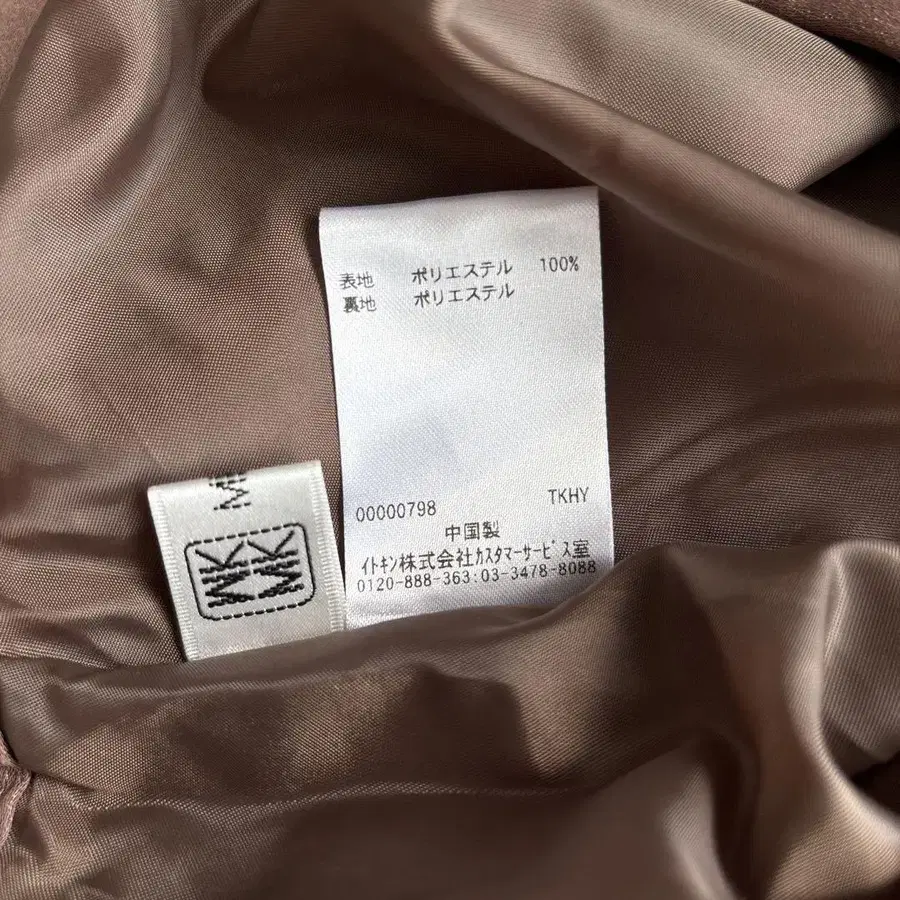 表地 ポリエステル 100%
裏地 ポリエステル
00000798 TKHY
中国製
イトキン株式会社ｶｽﾀﾏｰｻｰﾋﾞｽ室
0120-888-363:03-3478-8088
MK
MK